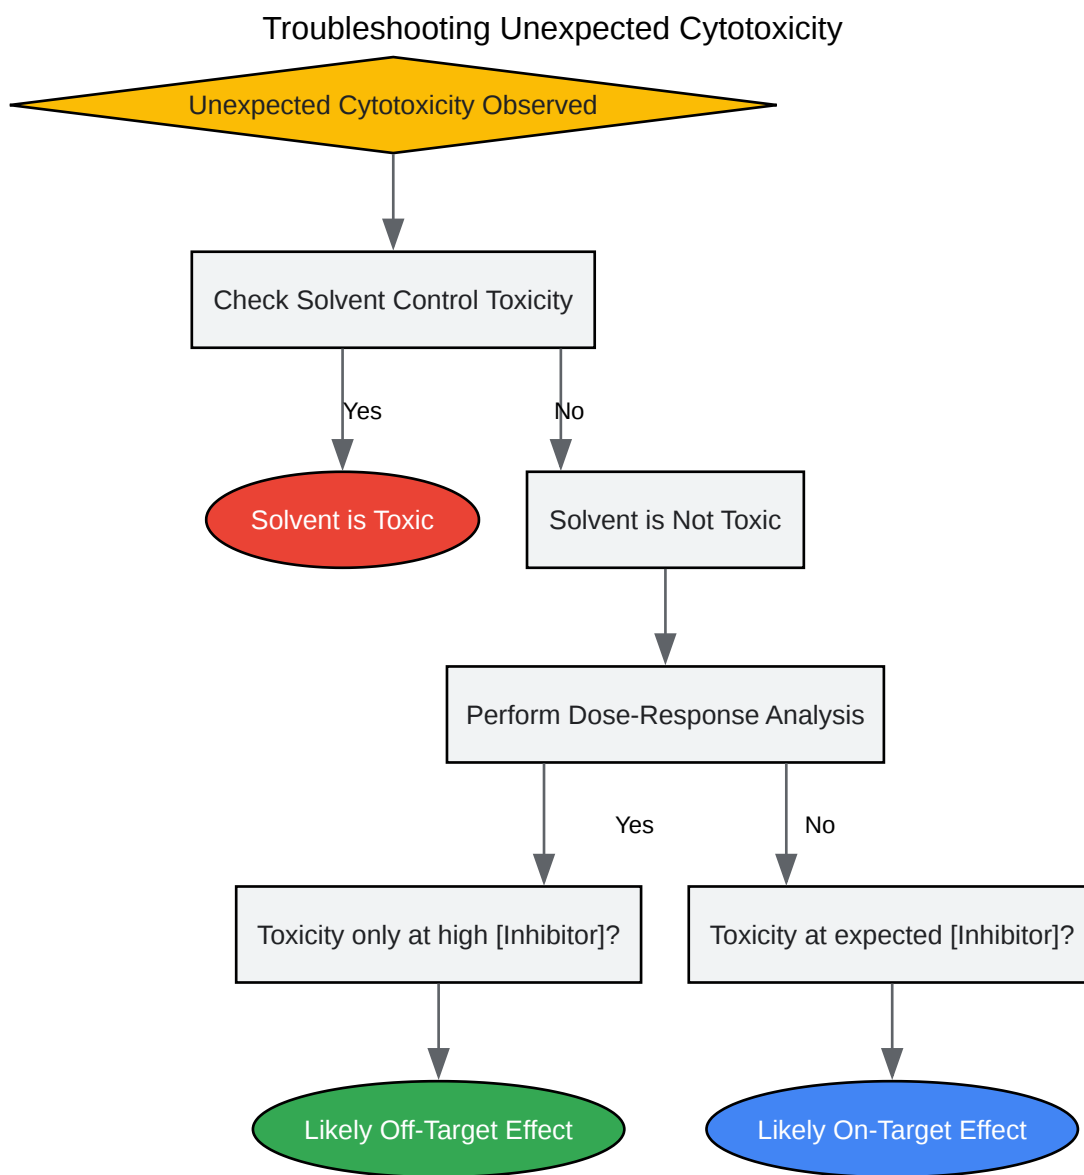 Troubleshooting Unexpected Cytotoxicity
Unexpected Cytotoxicity Observed
Check Solvent Control Toxicity
Yes
No
Solvent is Toxic
Solvent is Not Toxic
Perform Dose-Response Analysis
Yes
No
Toxicity only at high [Inhibitor]?
Toxicity at expected [Inhibitor]?
Likely Off-Target Effect
Likely On-Target Effect